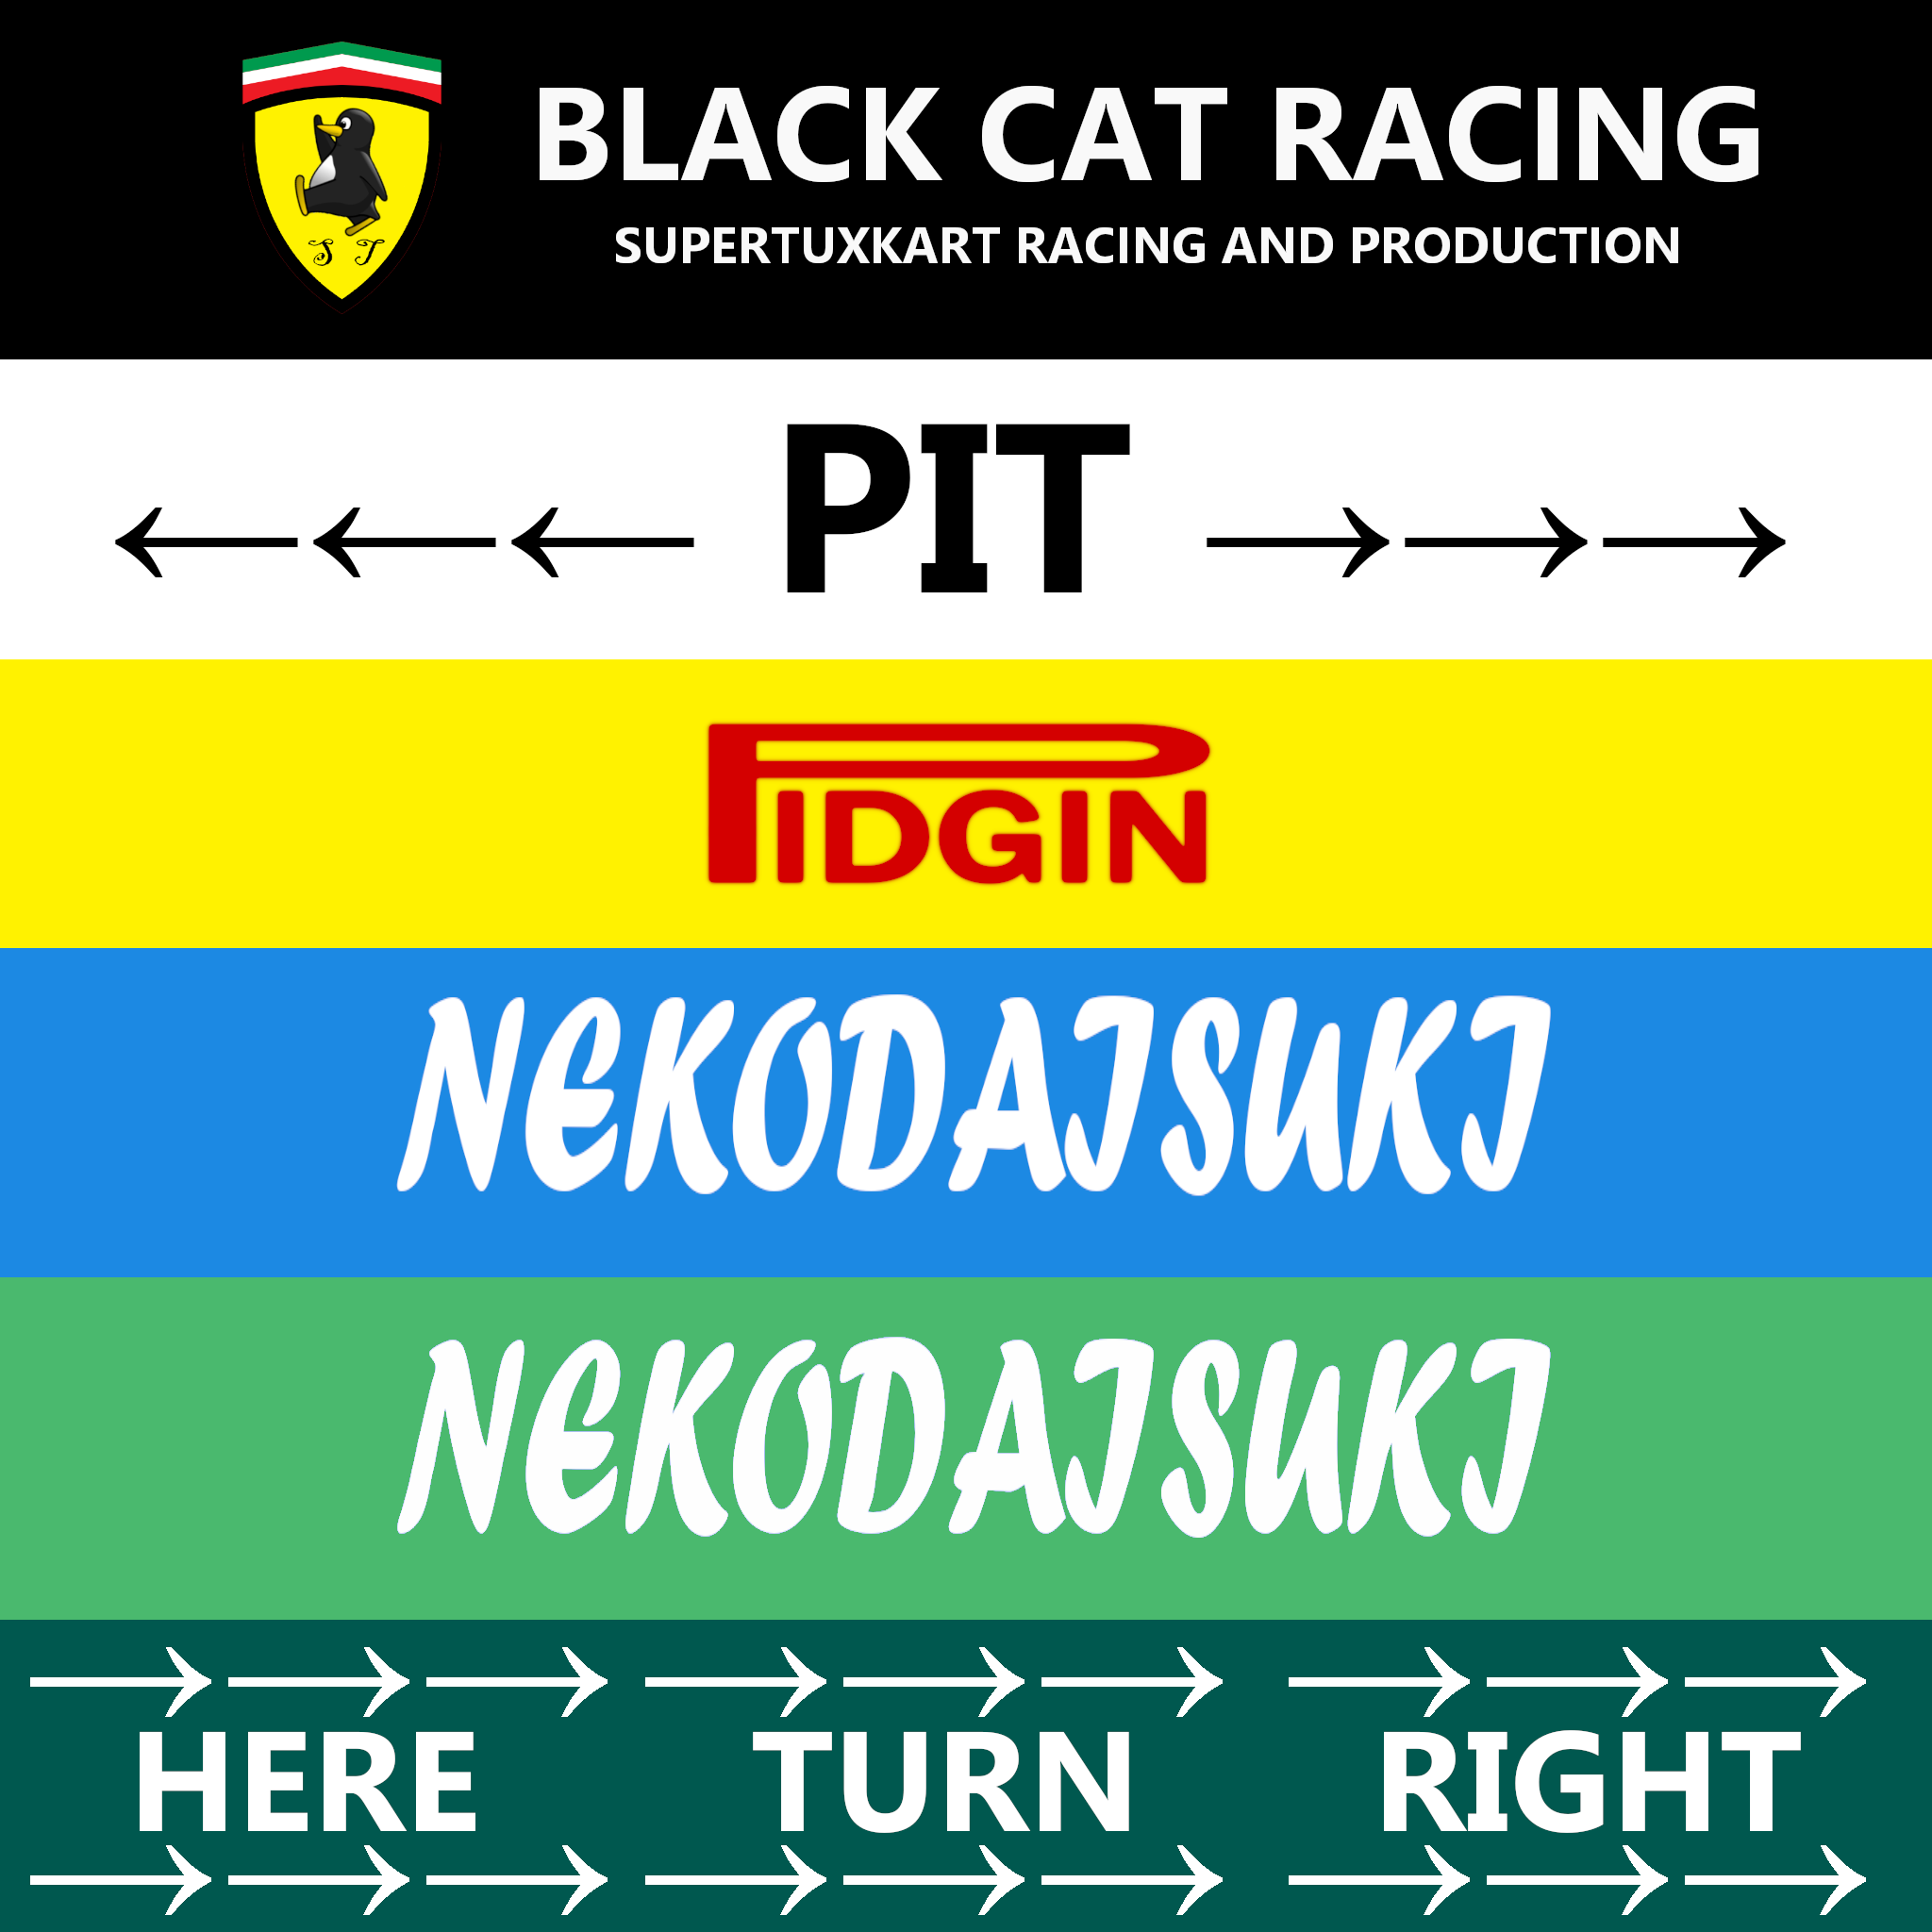 S T
BLACK CAT RACING
SUPERTUXKART RACING AND PRODUCTION
←←← PIT →→→
PIDGIN
NEKODAISUKI
NEKODAISUKI
→→→ →→→ →→→
HERE TURN RIGHT
→→→ →→→ →→→